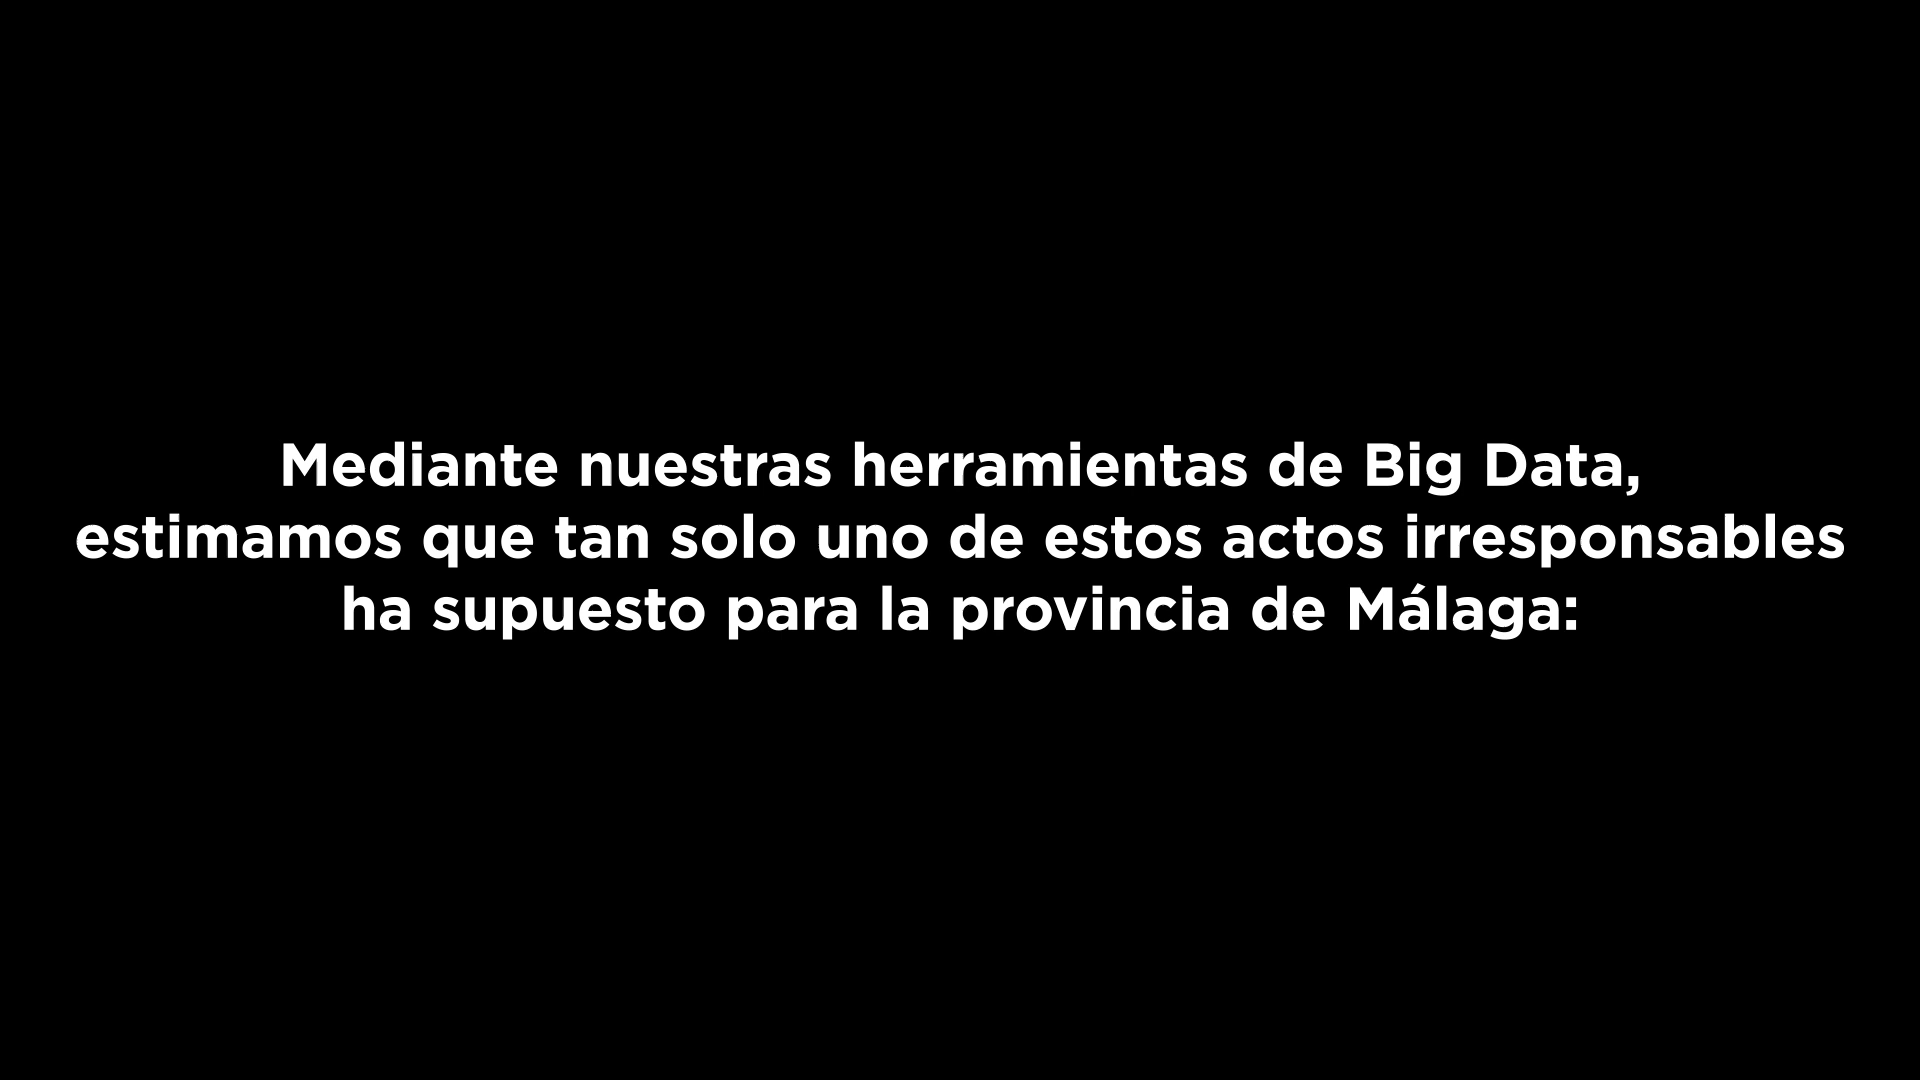 Mediante nuestras herramientas de Big Data,
estimamos que tan solo uno de estos actos irresponsables
ha supuesto para la provincia de Málaga: